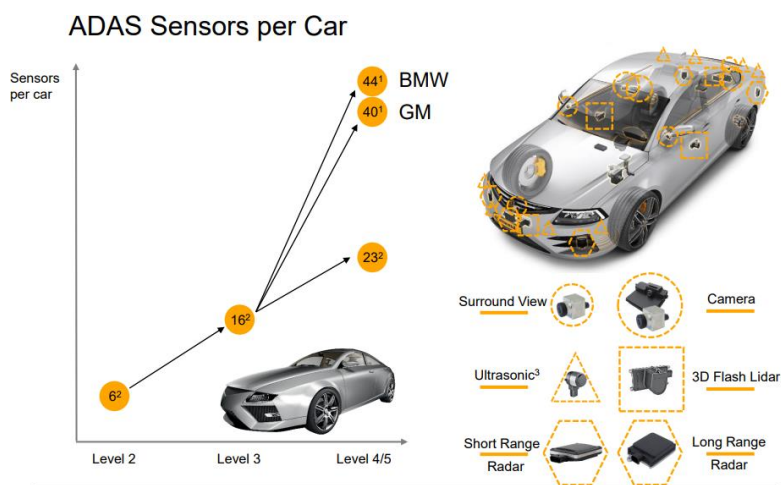 ADAS Sensors per Car
Sensors
per car
44¹ BMW
40¹ GM
23²
16²
6²
Level 2
Level 3
Level 4/5
Surround View
Camera
Ultrasonic³
3D Flash Lidar
Short Range
Radar
Long Range
Radar